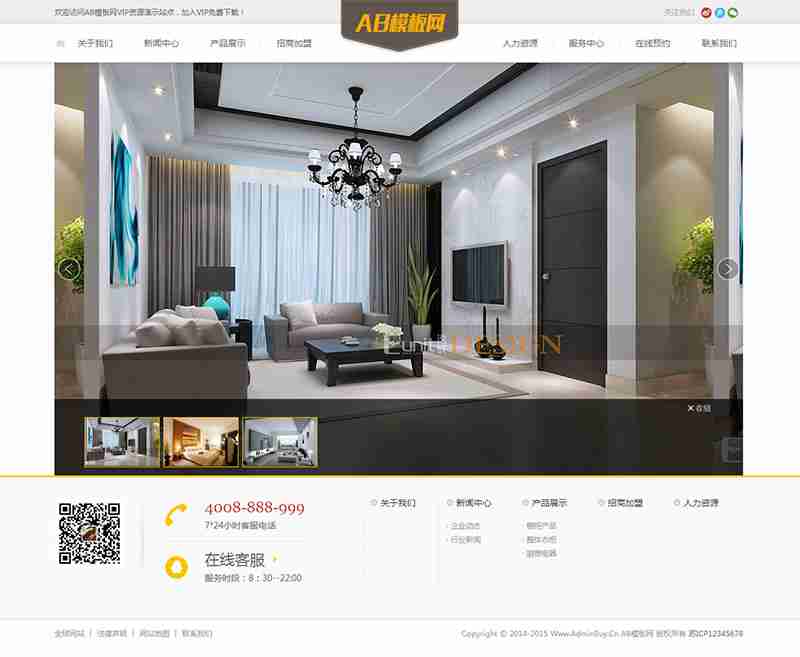 欢迎访问AB模板网VIP资源演示站点，加入VIP免费下载！
关注我们
AB模板网
关于我们 新闻中心 产品展示 招商加盟 人力资源 服务中心 在线预约 联系我们
✕收缩
4008-888-999
7*24小时客服电话
在线客服
服务时段：8：30--22:00
关于我们 新闻中心 产品展示 招商加盟 人力资源
企业动态
行业新闻
橱柜产品
整体衣柜
厨房电器
全球网站 | 法律声明 | 网站地图 | 联系我们
Copyright © 2014-2015 Www.AdminBuy.Cn AB模板网 版权所有 苏ICP12345678